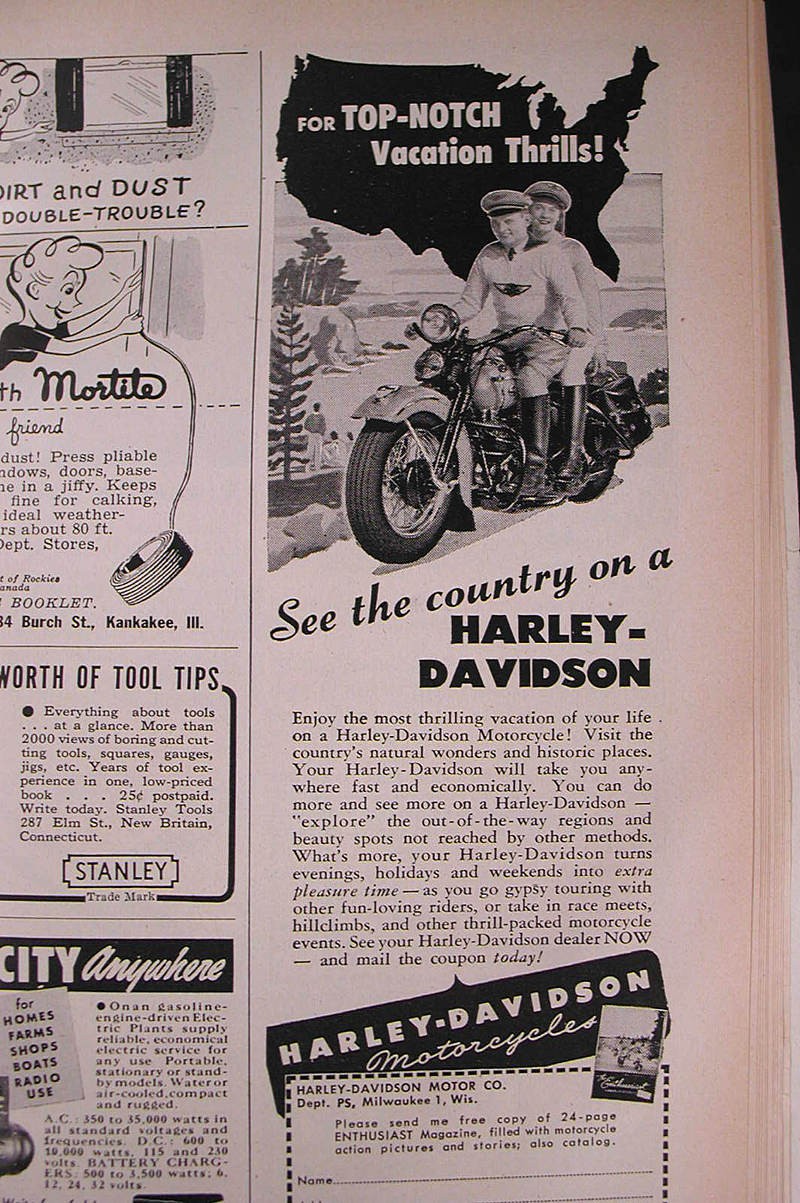 DIRT and DUST
DOUBLE-TROUBLE?
Mortite
friend
dust! Press pliable
doors, base-
in a jiffy. Keeps
fine for calking,
ideal weather-
about 80 ft.
Dept. Stores,
of Rockies
BOOKLET.
Burch St., Kankakee, Ill.
WORTH OF TOOL TIPS
● Everything about tools
. . . at a glance. More than
2000 views of boring and cut-
ting tools, squares, gauges,
jigs, etc. Years of tool ex-
perience in one, low-priced
book . . . 25¢ postpaid.
Write today. Stanley Tools
287 Elm St., New Britain,
Connecticut.
STANLEY
Trade Mark
CITY Anywhere
for
HOMES
FARMS
SHOPS
BOATS
RADIO
USE
● Onan gasoline-
engine-driven Elec-
tric Plants supply
reliable, economical
electric service for
any use Portable,
stationary or stand-
by models. Water or
air-cooled, compact
and rugged.
A.C.: 350 to 35,000 watts in
all standard voltages and
frequencies. D.C.: 600 to
10,000 watts. 115 and 230
volts. BATTERY CHARG-
ERS: 500 to 3,500 watts; 6,
12, 24, 32 volts.
FOR TOP-NOTCH
Vacation Thrills!
See the country on a
HARLEY-
DAVIDSON
Enjoy the most thrilling vacation of your life .
on a Harley-Davidson Motorcycle! Visit the
country's natural wonders and historic places.
Your Harley-Davidson will take you any-
where fast and economically. You can do
more and see more on a Harley-Davidson —
"explore" the out-of-the-way regions and
beauty spots not reached by other methods.
What's more, your Harley-Davidson turns
evenings, holidays and weekends into extra
pleasure time — as you go gypsy touring with
other fun-loving riders, or take in race meets,
hillclimbs, and other thrill-packed motorcycle
events. See your Harley-Davidson dealer NOW
— and mail the coupon today!
HARLEY-DAVIDSON
Motorcycles
The Enthusiast
HARLEY-DAVIDSON MOTOR CO.
Dept. PS, Milwaukee 1, Wis.
Please send me free copy of 24-page
ENTHUSIAST Magazine, filled with motorcycle
action pictures and stories; also catalog.
Name